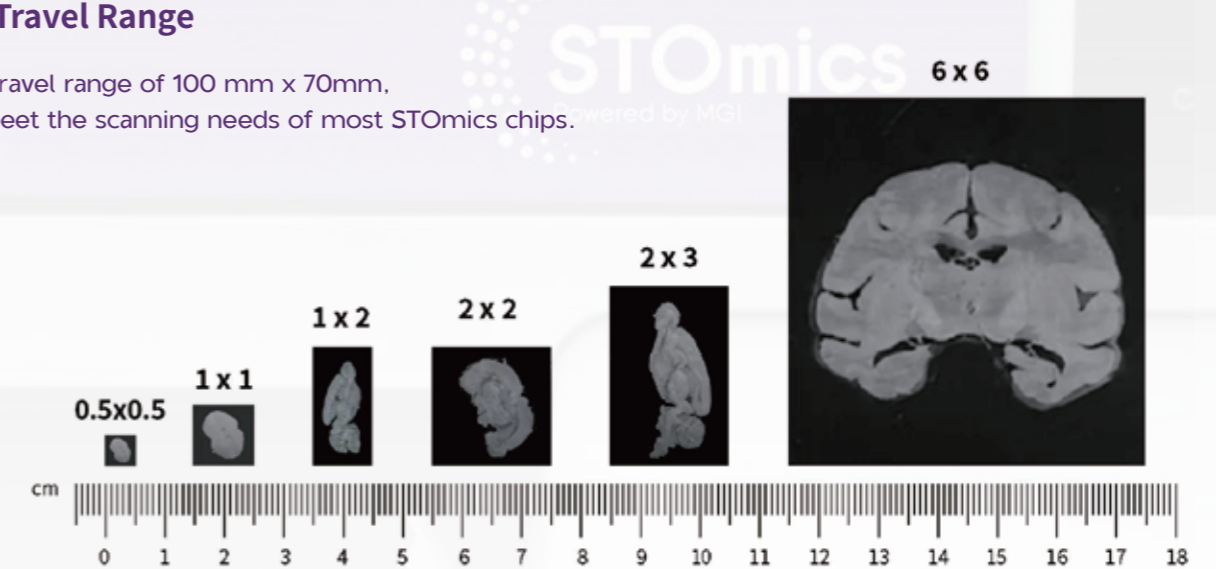 Travel Range
ravel range of 100 mm x 70mm,
eet the scanning needs of most STOmics chips.
STOmics
Powered by MGI
6 x 6
2 x 3
2 x 2
1 x 2
1 x 1
0.5x0.5
cm
0 1 2 3 4 5 6 7 8 9 10 11 12 13 14 15 16 17 18